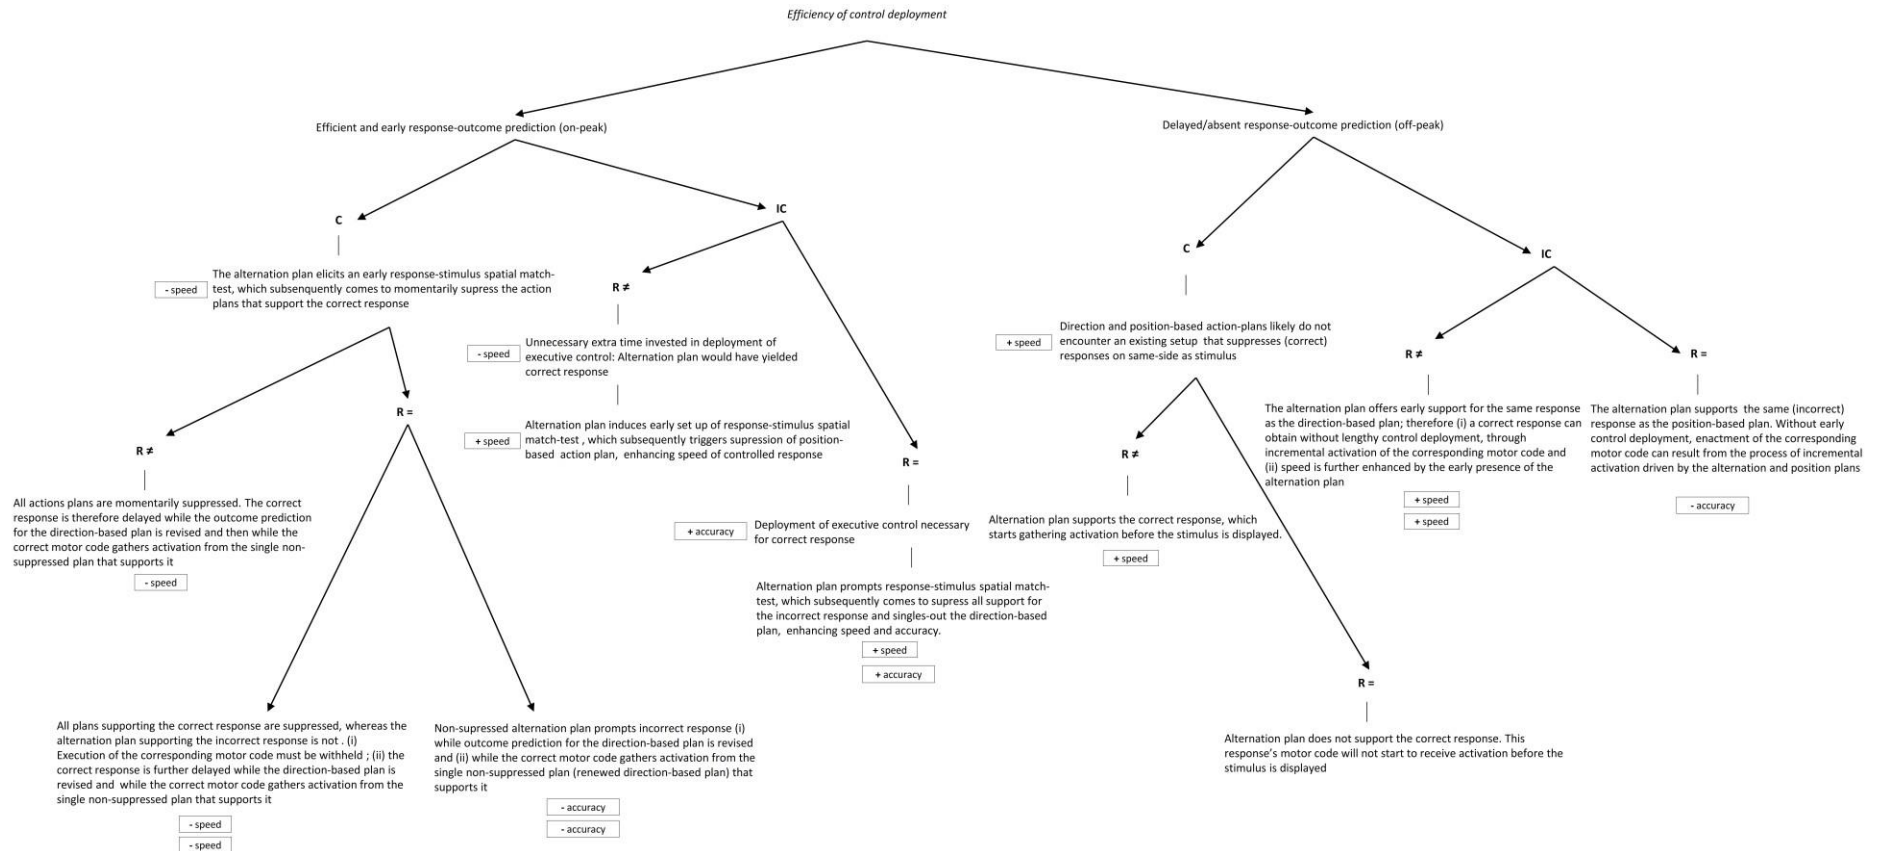 Efficiency of control deployment
Efficient and early response-outcome prediction (on-peak)
Delayed/absent response-outcome prediction (off-peak)
C
- speed
The alternation plan elicits an early response-stimulus spatial match-
test, which subsequently comes to momentarily supress the action
plans that support the correct response
R ≠
All actions plans are momentarily suppressed. The correct
response is therefore delayed while the outcome prediction
for the direction-based plan is revised and then while the
correct motor code gathers activation from the single non-
suppressed plan that supports it
- speed
R =
All plans supporting the correct response are suppressed, whereas the
alternation plan supporting the incorrect response is not . (i)
Execution of the corresponding motor code must be withheld ; (ii) the
correct response is further delayed while the direction-based plan is
revised and while the correct motor code gathers activation from the
single non-suppressed plan that supports it
- speed
- speed
Non-supressed alternation plan prompts incorrect response (i)
while outcome prediction for the direction-based plan is revised
and (ii) while the correct motor code gathers activation from the
single non-suppressed plan (renewed direction-based plan) that
supports it
- accuracy
- accuracy
IC
R ≠
- speed
Unnecessary extra time invested in deployment of
executive control: Alternation plan would have yielded
correct response
+ speed
Alternation plan induces early set up of response-stimulus spatial
match-test , which subsequently triggers supression of position-
based action plan, enhancing speed of controlled response
R =
+ accuracy
Deployment of executive control necessary
for correct response
Alternation plan prompts response-stimulus spatial match-
test, which subsequently comes to supress all support for
the incorrect response and singles-out the direction-based
plan, enhancing speed and accuracy.
+ speed
+ accuracy
C
+ speed
Direction and position-based action-plans likely do not
encounter an existing setup that suppresses (correct)
responses on same-side as stimulus
R ≠
Alternation plan supports the correct response, which
starts gathering activation before the stimulus is displayed.
+ speed
R =
Alternation plan does not support the correct response. This
response's motor code will not start to receive activation before the
stimulus is displayed
IC
R ≠
The alternation plan offers early support for the same response
as the direction-based plan; therefore (i) a correct response can
obtain without lengthy control deployment, through
incremental activation of the corresponding motor code and
(ii) speed is further enhanced by the early presence of the
alternation plan
+ speed
+ speed
R =
The alternation plan supports the same (incorrect)
response as the position-based plan. Without early
control deployment, enactment of the corresponding
motor code can result from the process of incremental
activation driven by the alternation and position plans
- accuracy